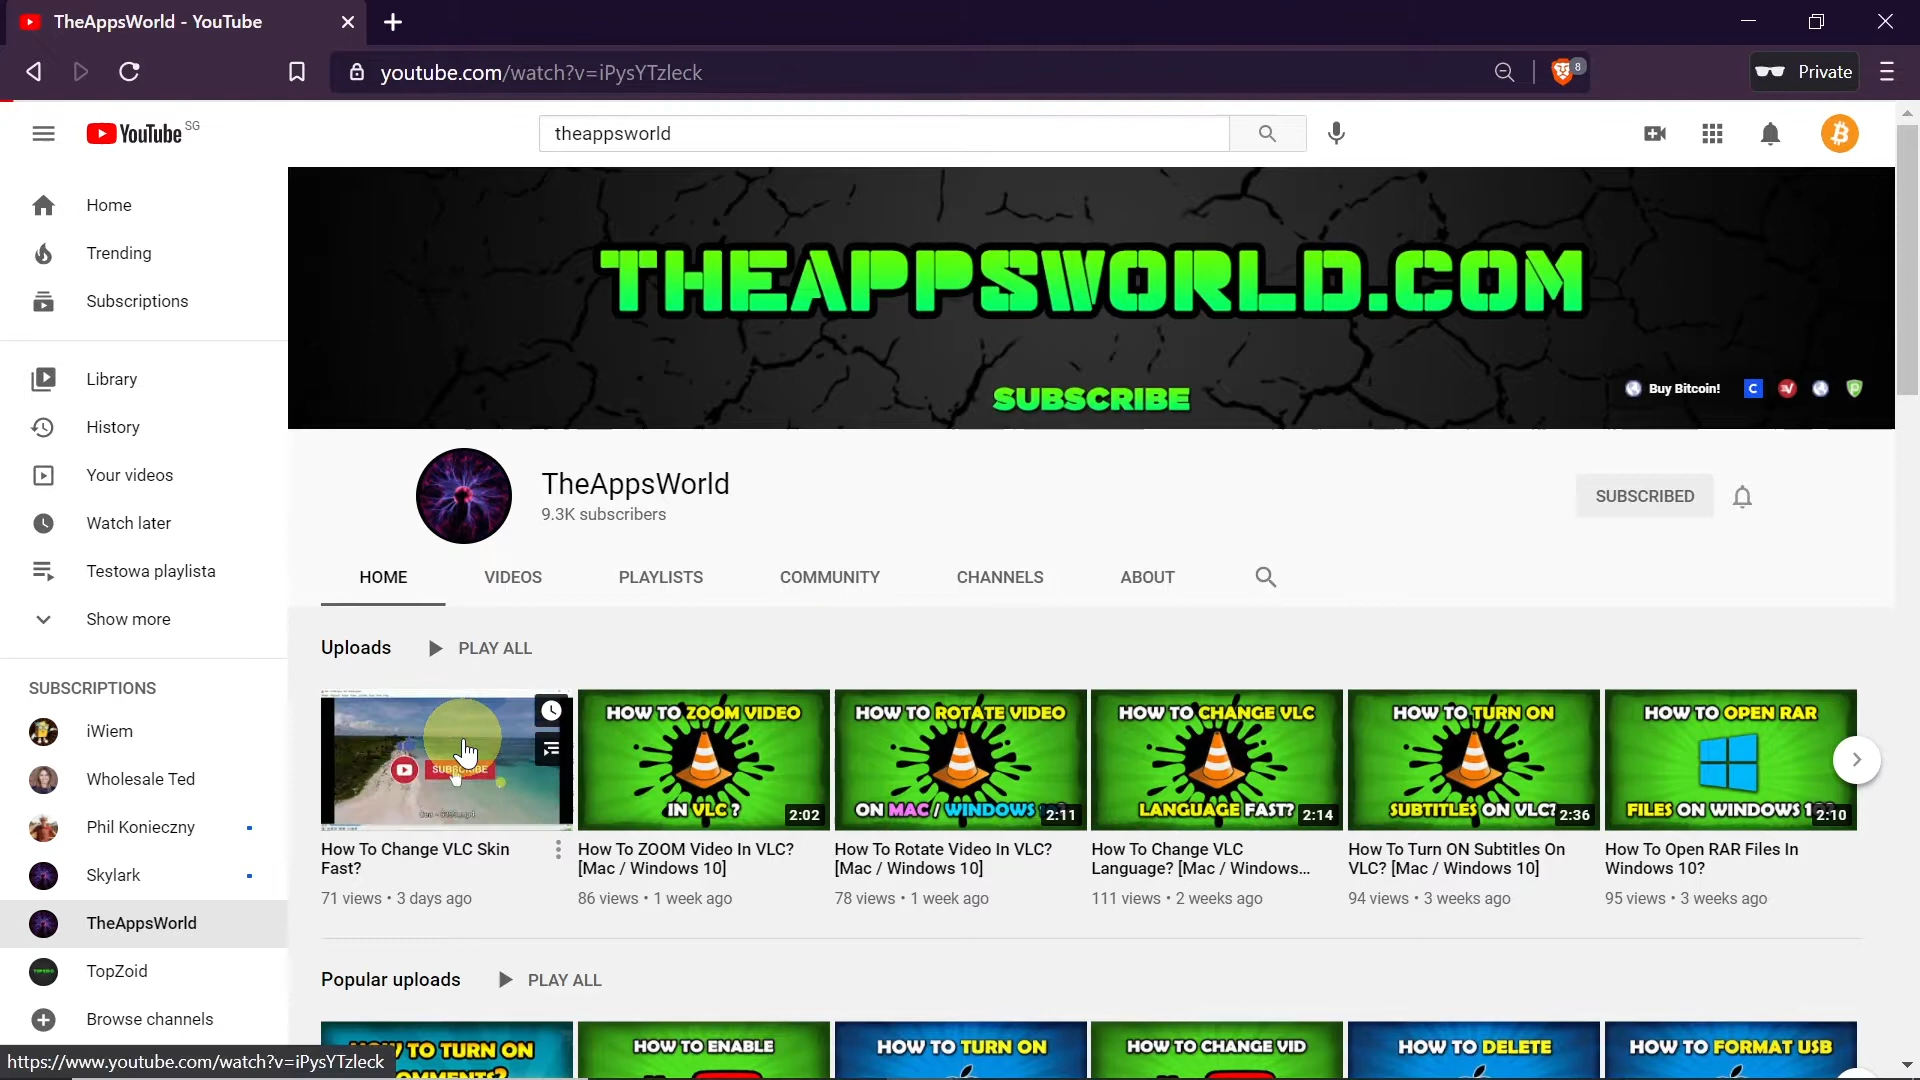 TheAppsWorld - YouTube
youtube.com/watch?v=iPysYTzleck
8
Private
YouTube SG
theappsworld
Home
Trending
Subscriptions
Library
History
Your videos
Watch later
Testowa playlista
Show more
SUBSCRIPTIONS
iWiem
Wholesale Ted
Phil Konieczny
Skylark
TheAppsWorld
TopZoid
Browse channels
THEAPPSWORLD.COM
SUBSCRIBE
Buy Bitcoin!
TheAppsWorld
9.3K subscribers
SUBSCRIBED
HOME VIDEOS PLAYLISTS COMMUNITY CHANNELS ABOUT
Uploads PLAY ALL
SUBSCRIBE
How To Change VLC Skin
Fast?
71 views • 3 days ago
HOW TO ZOOM VIDEO
IN VLC?
2:02
How To ZOOM Video In VLC?
[Mac / Windows 10]
86 views • 1 week ago
HOW TO ROTATE VIDEO
ON MAC / WINDOWS
2:11
How To Rotate Video In VLC?
[Mac / Windows 10]
78 views • 1 week ago
HOW TO CHANGE VLC
LANGUAGE FAST?
2:14
How To Change VLC
Language? [Mac / Windows...
111 views • 2 weeks ago
HOW TO TURN ON
SUBTITLES ON VLC?
2:36
How To Turn ON Subtitles On
VLC? [Mac / Windows 10]
94 views • 3 weeks ago
HOW TO OPEN RAR
FILES ON WINDOWS 1
2:10
How To Open RAR Files In
Windows 10?
95 views • 3 weeks ago
Popular uploads PLAY ALL
TO TURN ON
HOW TO ENABLE
HOW TO TURN ON
HOW TO CHANGE VID
HOW TO DELETE
HOW TO FORMAT USB
https://www.youtube.com/watch?v=iPysYTzleck